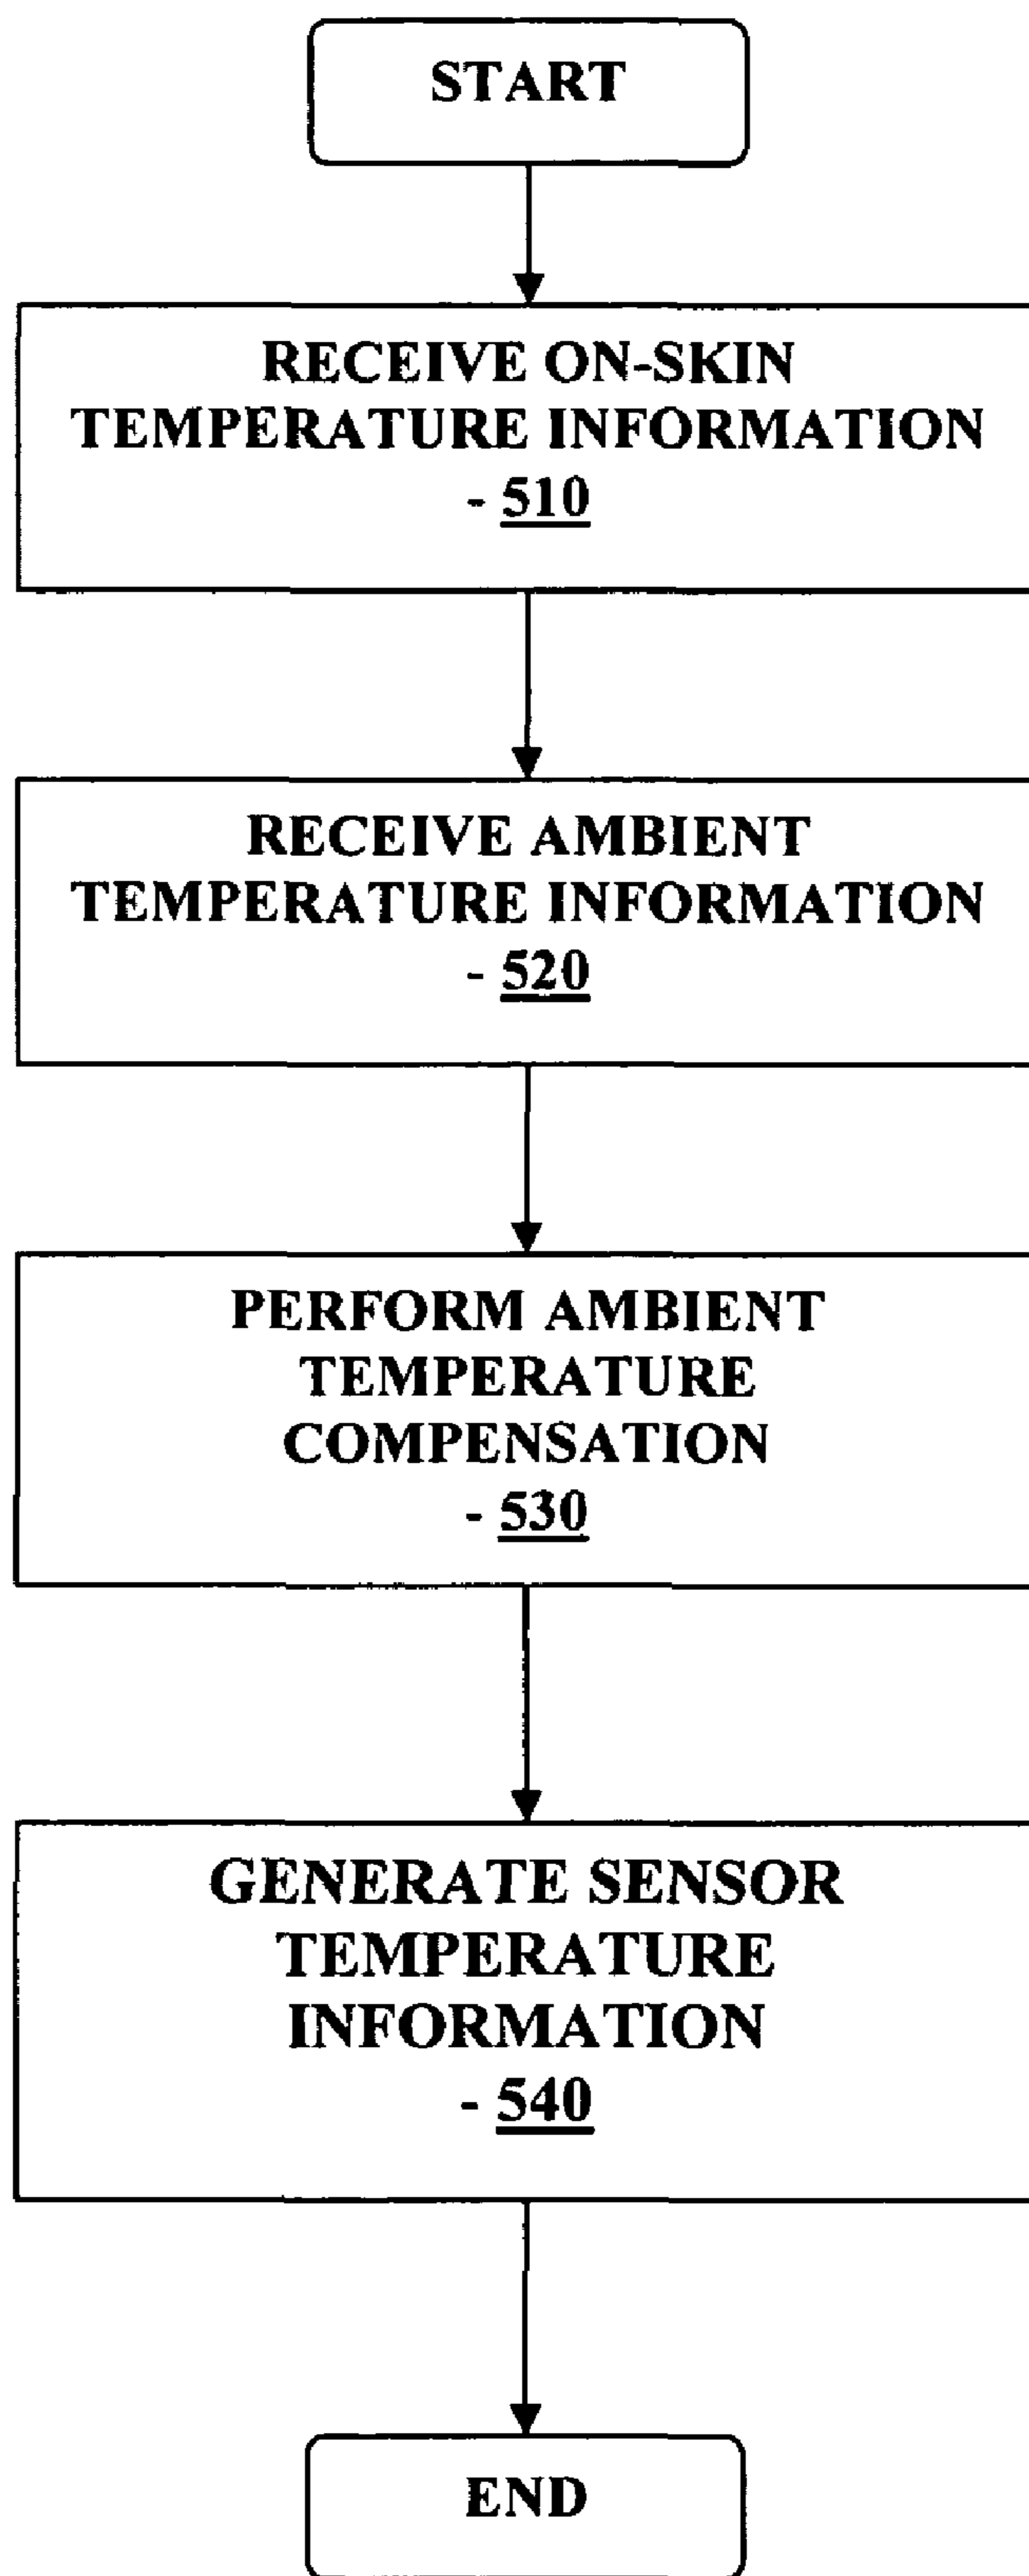 START
RECEIVE ON-SKIN
TEMPERATURE INFORMATION
- 510
RECEIVE AMBIENT
TEMPERATURE INFORMATION
- 520
PERFORM AMBIENT
TEMPERATURE
COMPENSATION
- 530
GENERATE SENSOR
TEMPERATURE
INFORMATION
- 540
END